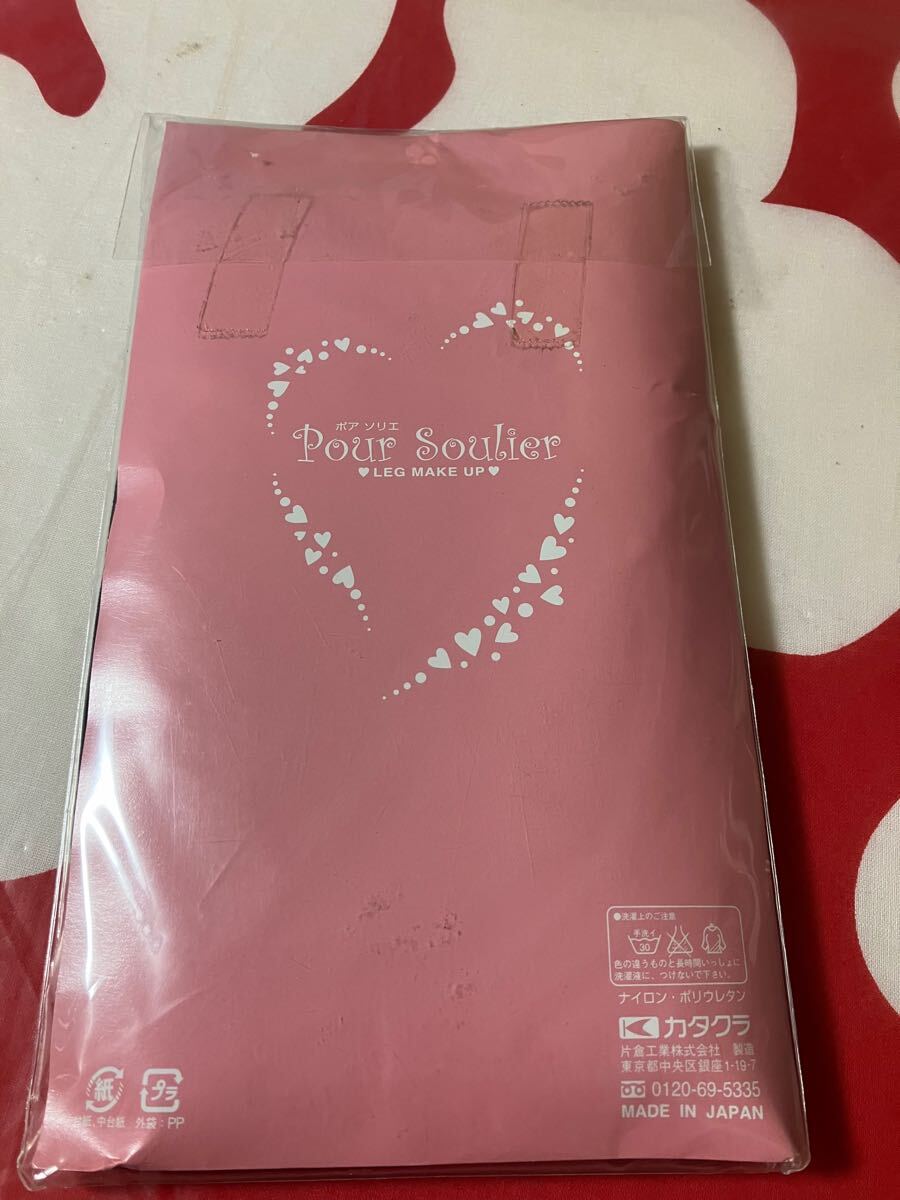 ポア ソリエ
Pour Soulier
♥LEG MAKE UP♥
●洗濯上のご注意
手洗イ
30
色の違うものと長時間いっしょに
洗濯液に、つけないで下さい。
ナイロン・ポリウレタン
カタクラ
片倉工業株式会社 製造
東京都中央区銀座1-19-7
0120-69-5335
MADE IN JAPAN
紙
プラ
台紙、中台紙
外袋:PP